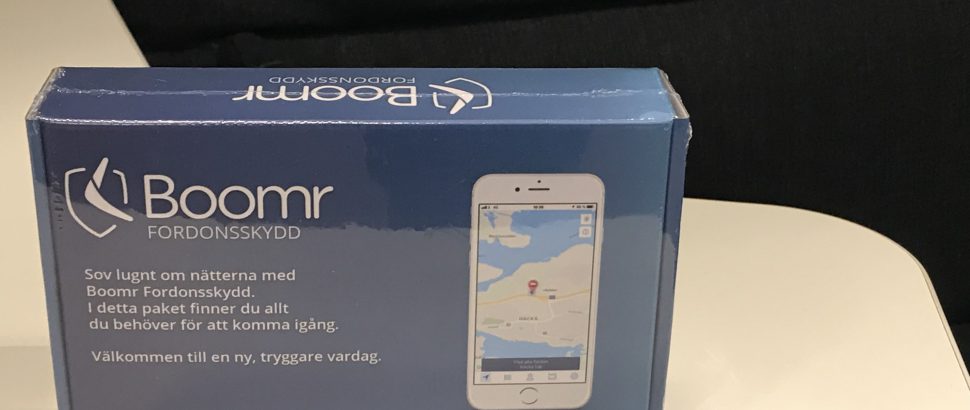 Boomr
FORDONSSKYDD
Boomr
FORDONSSKYDD
Sov lugnt om nätterna med
Boomr Fordonsskydd.
I detta paket finner du allt
du behöver för att komma igång.
Välkommen till en ny, tryggare vardag.